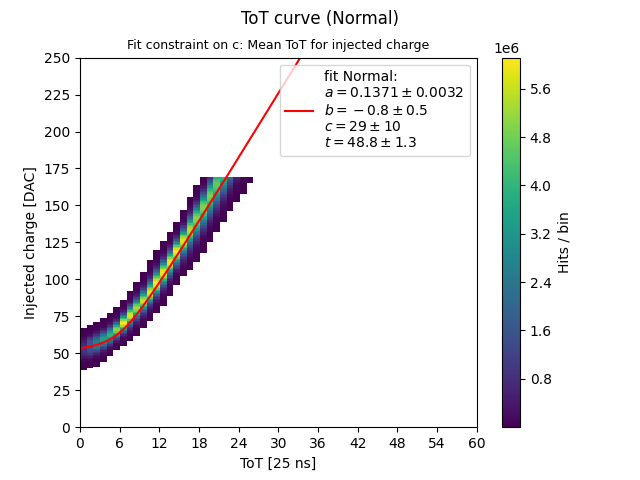 ToT curve (Normal)
Fit constraint on c: Mean ToT for injected charge
1e6
250
225
200
175
150
125
100
75
50
25
0
Injected charge [DAC]
fit Normal:
a = 0.1371 ± 0.0032
b = −0.8 ± 0.5
c = 29 ± 10
t = 48.8 ± 1.3
5.6
4.8
4.0
3.2
2.4
1.6
0.8
Hits / bin
0 6 12 18 24 30 36 42 48 54 60
ToT [25 ns]